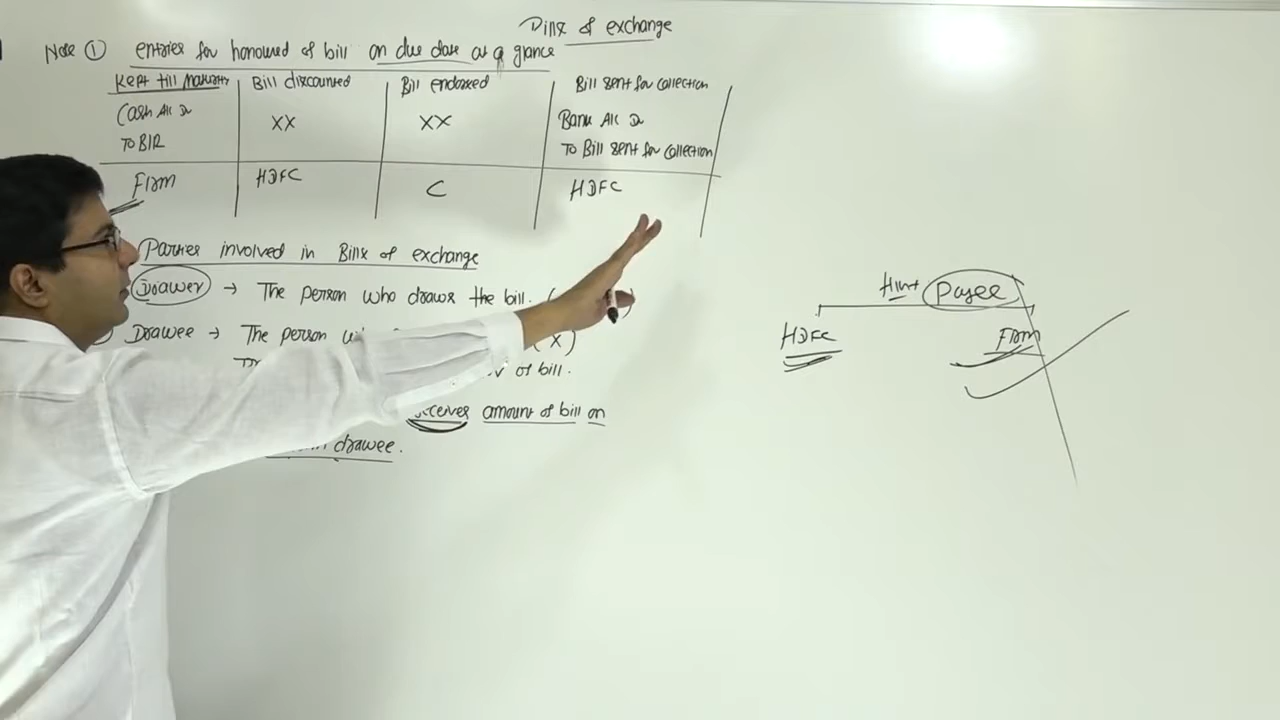 Bills of exchange
Note ① entries for honoured of bill on due date at a glance
Kept till maturity Bill discounted Bill endorsed Bill sent for collection
Cash A/c Dr XX XX Bank A/c Dr
To B/R To Bill sent for collection
Firm HDFC C HDFC
Parties involved in Bills of exchange
Drawer → The person who draws the bill. (
Drawee → The person (X)
of bill.
receives amount of bill on
drawee.
Hint Payee
HDFC Firm